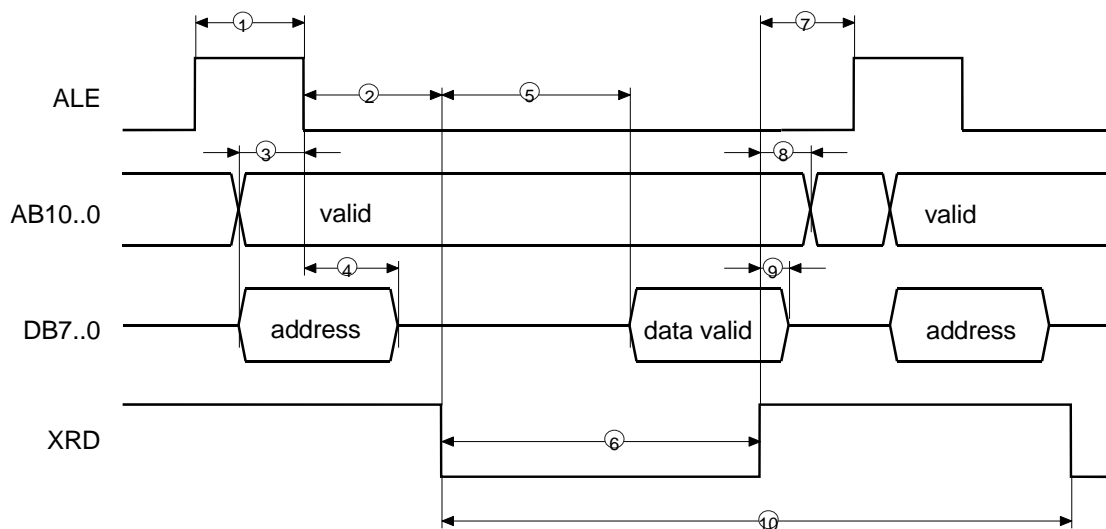 ① ⑦
ALE ② ⑤
③ ⑧
AB10..0 valid valid
④ ⑨
DB7..0 address data valid address
XRD ⑥
⑩